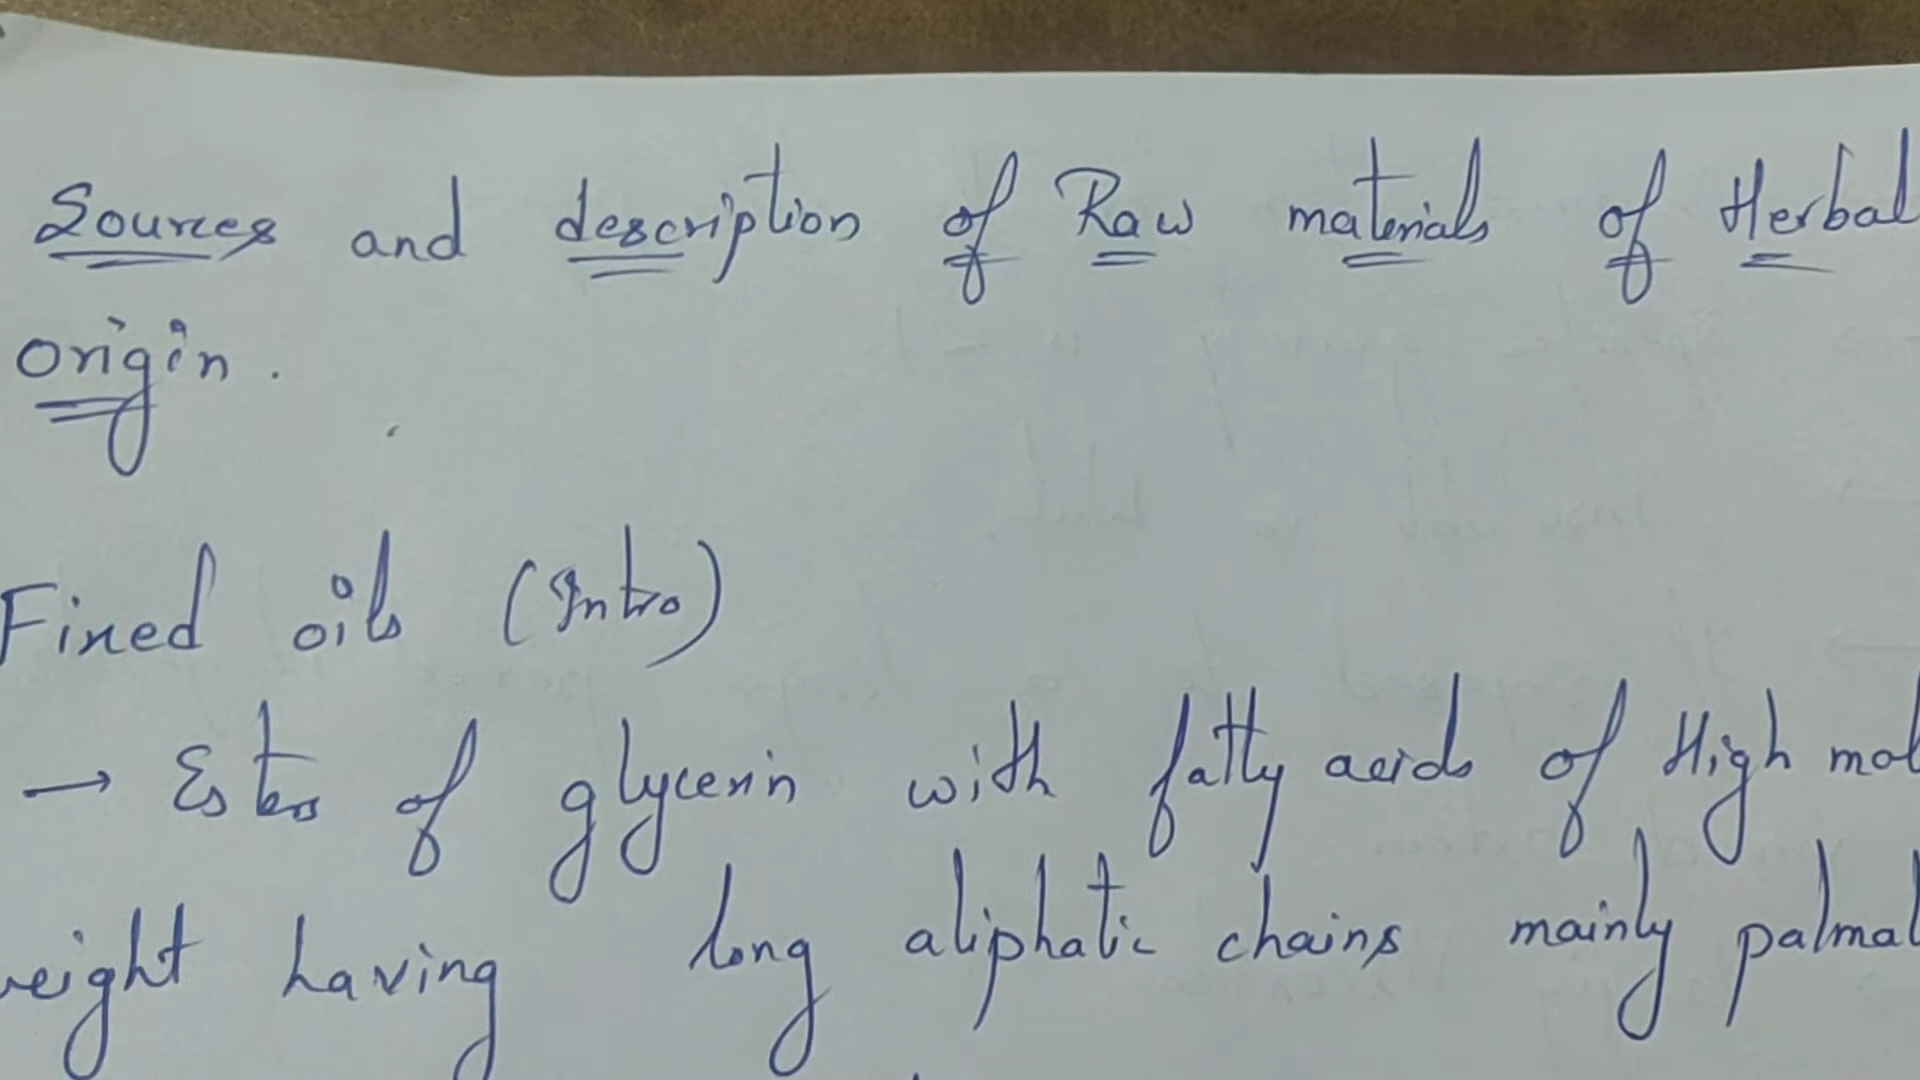 Sources and description of Raw materials of Herbal
origin.
Fixed oils (Intro)
→ Esters of glycerin with fatty acids of High mol
weight having long aliphatic chains mainly palmat